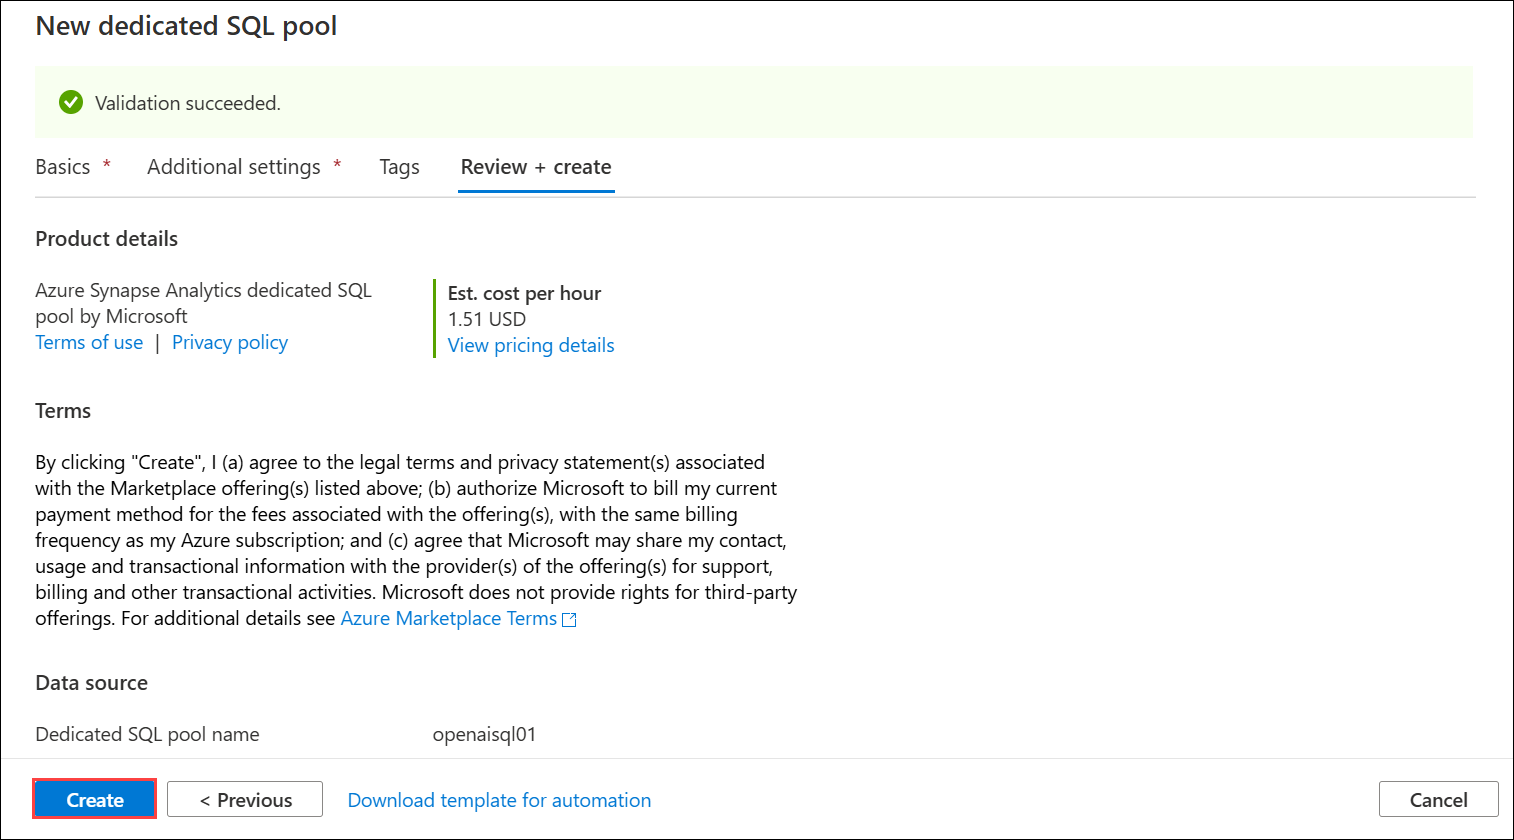 New dedicated SQL pool
Validation succeeded.
Basics * Additional settings * Tags Review + create
Product details
Azure Synapse Analytics dedicated SQL
pool by Microsoft
Terms of use | Privacy policy
Est. cost per hour
1.51 USD
View pricing details
Terms
By clicking "Create", I (a) agree to the legal terms and privacy statement(s) associated
with the Marketplace offering(s) listed above; (b) authorize Microsoft to bill my current
payment method for the fees associated with the offering(s), with the same billing
frequency as my Azure subscription; and (c) agree that Microsoft may share my contact,
usage and transactional information with the provider(s) of the offering(s) for support,
billing and other transactional activities. Microsoft does not provide rights for third-party
offerings. For additional details see Azure Marketplace Terms
Data source
Dedicated SQL pool name openaisql01
Create < Previous Download template for automation Cancel